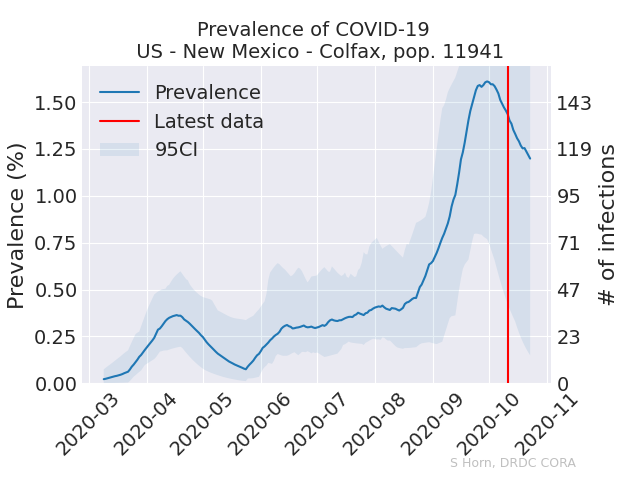 Prevalence of COVID-19
US - New Mexico - Colfax, pop. 11941
Prevalence
Latest data
95CI
Prevalence (%)
1.50
1.25
1.00
0.75
0.50
0.25
0.00
143
119
95
71
47
23
0
# of infections
2020-03
2020-04
2020-05
2020-06
2020-07
2020-08
2020-09
2020-10
2020-11
S Horn, DRDC CORA